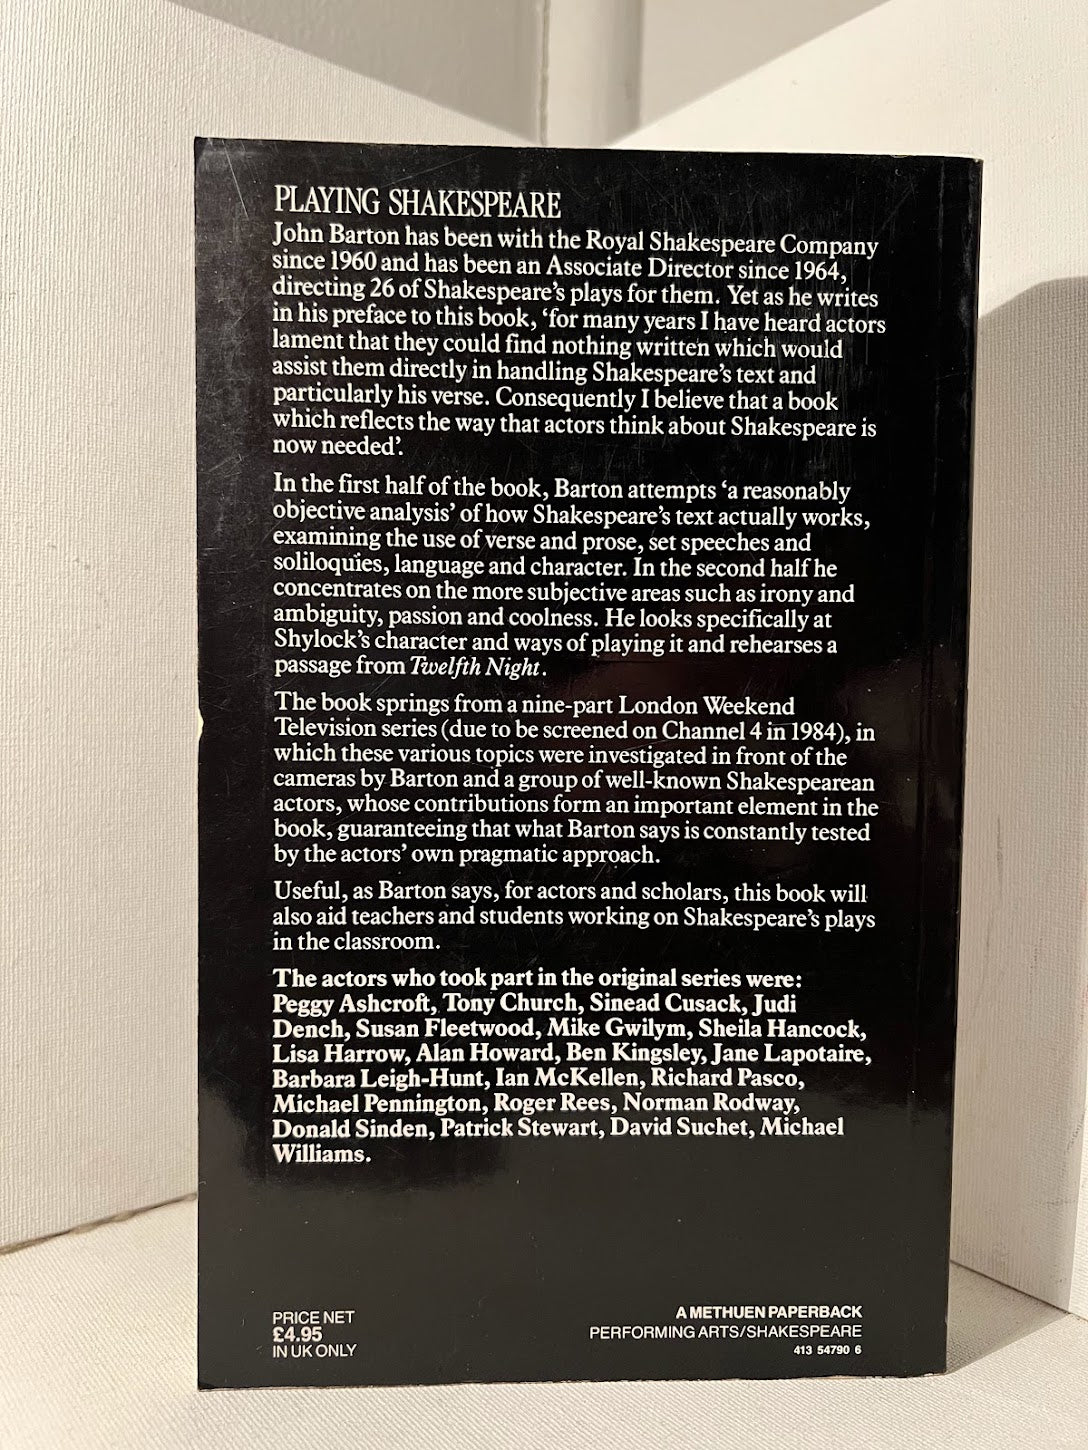 PLAYING SHAKESPEARE
John Barton has been with the Royal Shakespeare Company
since 1960 and has been an Associate Director since 1964,
directing 26 of Shakespeare's plays for them. Yet as he writes
in his preface to this book, ‘for many years I have heard actors
lament that they could find nothing written which would
assist them directly in handling Shakespeare's text and
particularly his verse. Consequently I believe that a book
which reflects the way that actors think about Shakespeare is
now needed’.
In the first half of the book, Barton attempts ‘a reasonably
objective analysis’ of how Shakespeare's text actually works,
examining the use of verse and prose, set speeches and
soliloquies, language and character. In the second half he
concentrates on the more subjective areas such as irony and
ambiguity, passion and coolness. He looks specifically at
Shylock's character and ways of playing it and rehearses a
passage from Twelfth Night.
The book springs from a nine-part London Weekend
Television series (due to be screened on Channel 4 in 1984), in
which these various topics were investigated in front of the
cameras by Barton and a group of well-known Shakespearean
actors, whose contributions form an important element in the
book, guaranteeing that what Barton says is constantly tested
by the actors’ own pragmatic approach.
Useful, as Barton says, for actors and scholars, this book will
also aid teachers and students working on Shakespeare's plays
in the classroom.
The actors who took part in the original series were:
Peggy Ashcroft, Tony Church, Sinead Cusack, Judi
Dench, Susan Fleetwood, Mike Gwilym, Sheila Hancock,
Lisa Harrow, Alan Howard, Ben Kingsley, Jane Lapotaire,
Barbara Leigh-Hunt, Ian McKellen, Richard Pasco,
Michael Pennington, Roger Rees, Norman Rodway,
Donald Sinden, Patrick Stewart, David Suchet, Michael
Williams.
PRICE NET
£4.95
IN UK ONLY
A METHUEN PAPERBACK
PERFORMING ARTS/SHAKESPEARE
413 54790 6